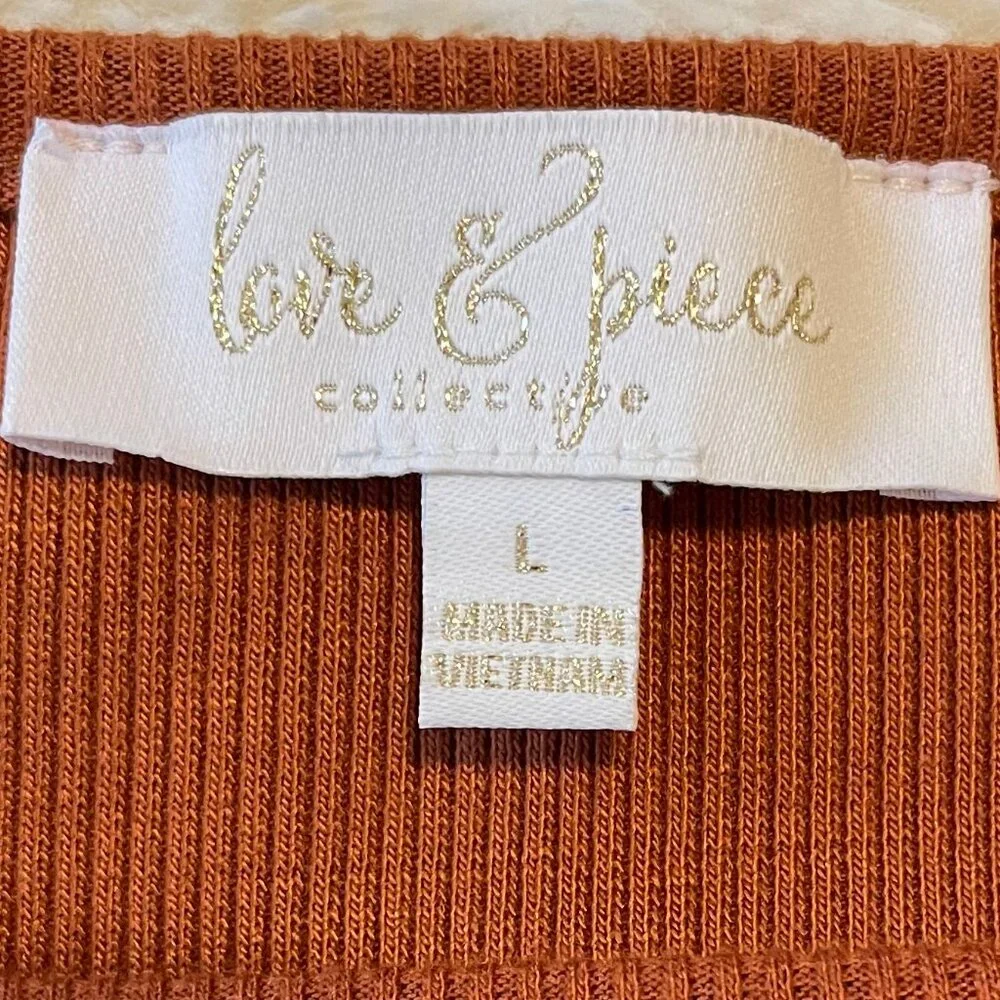 love & piece
collective
L
MADE IN
VIETNAM